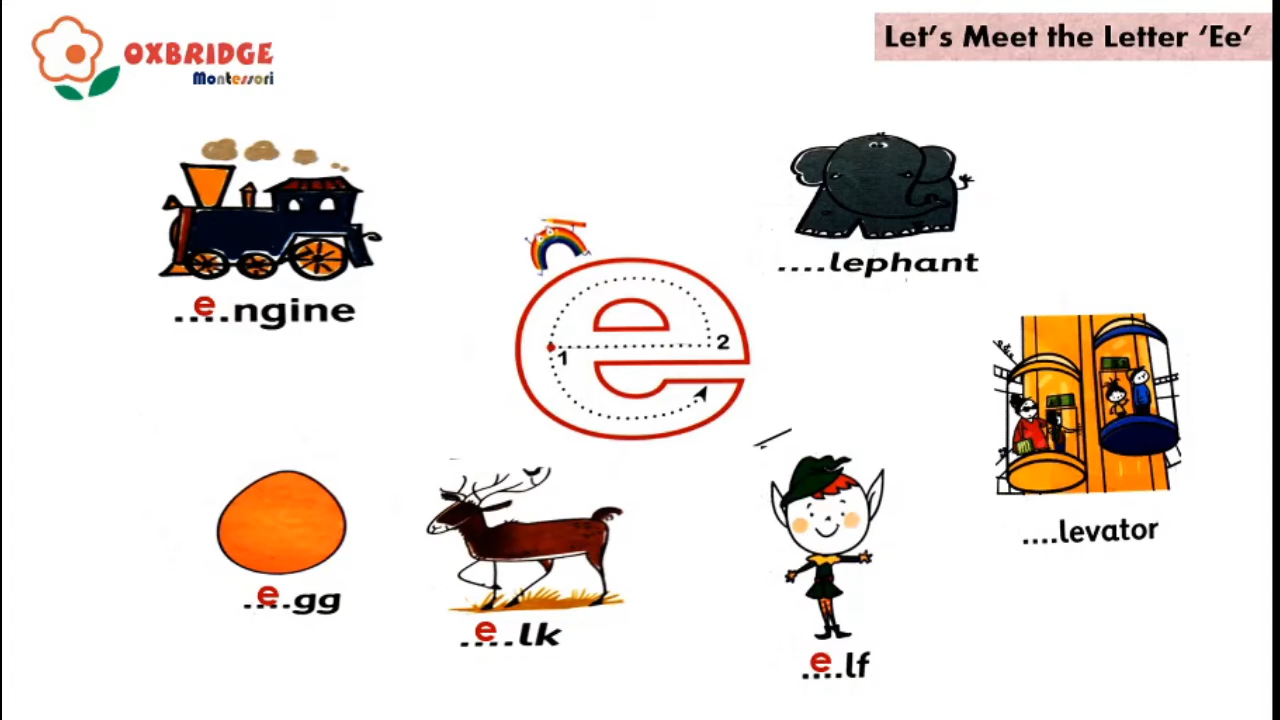 OXBRIDGE
Montessori
Let's Meet the Letter 'Ee'
e....ngine
....lephant
1
2
....levator
e....gg
e....lk
e....lf